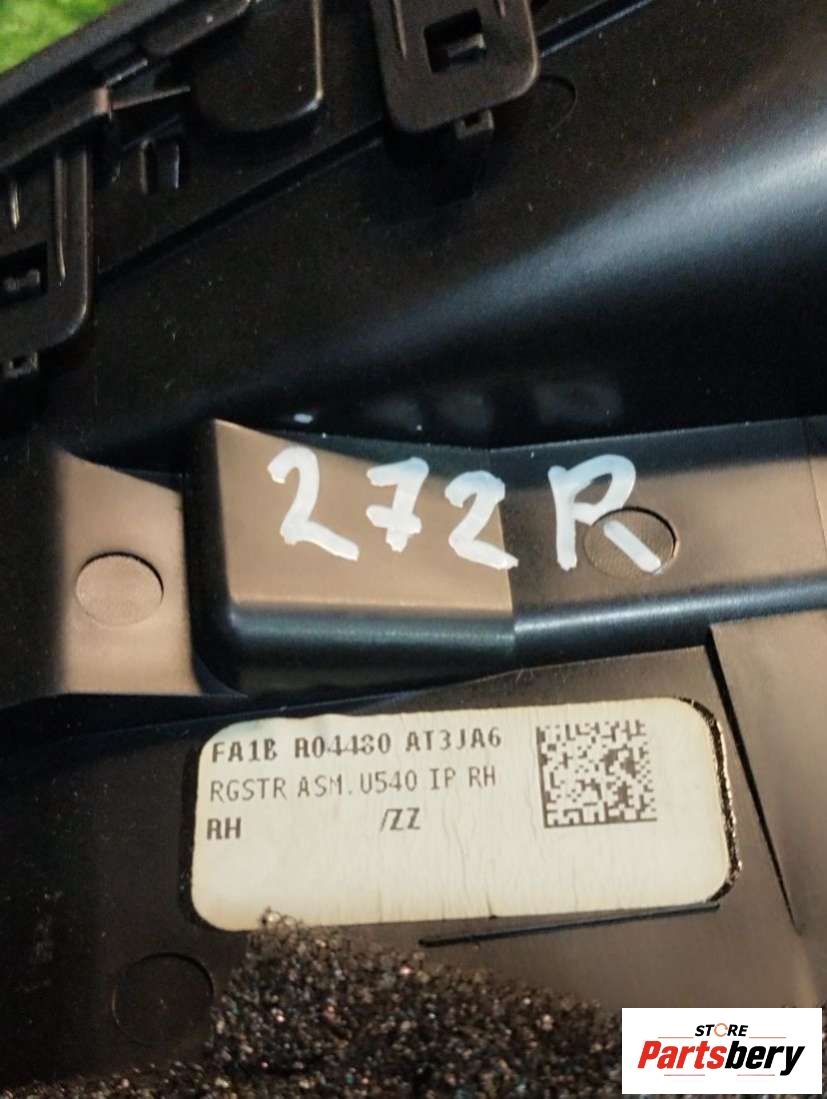 272R
FA1B R04480 AT3JA6
RGSTR ASM.U540 IP RH
RH /ZZ
STORE
Partsbery